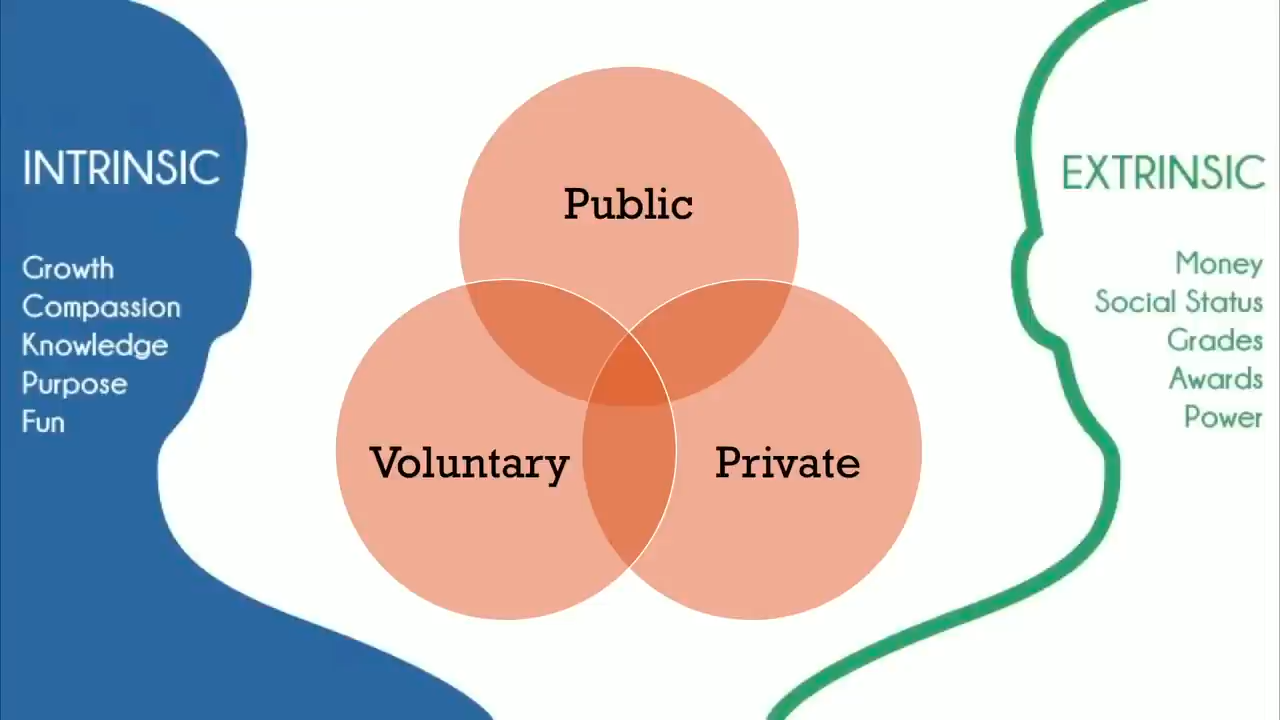 INTRINSIC
Growth
Compassion
Knowledge
Purpose
Fun
Public
Voluntary
Private
EXTRINSIC
Money
Social Status
Grades
Awards
Power